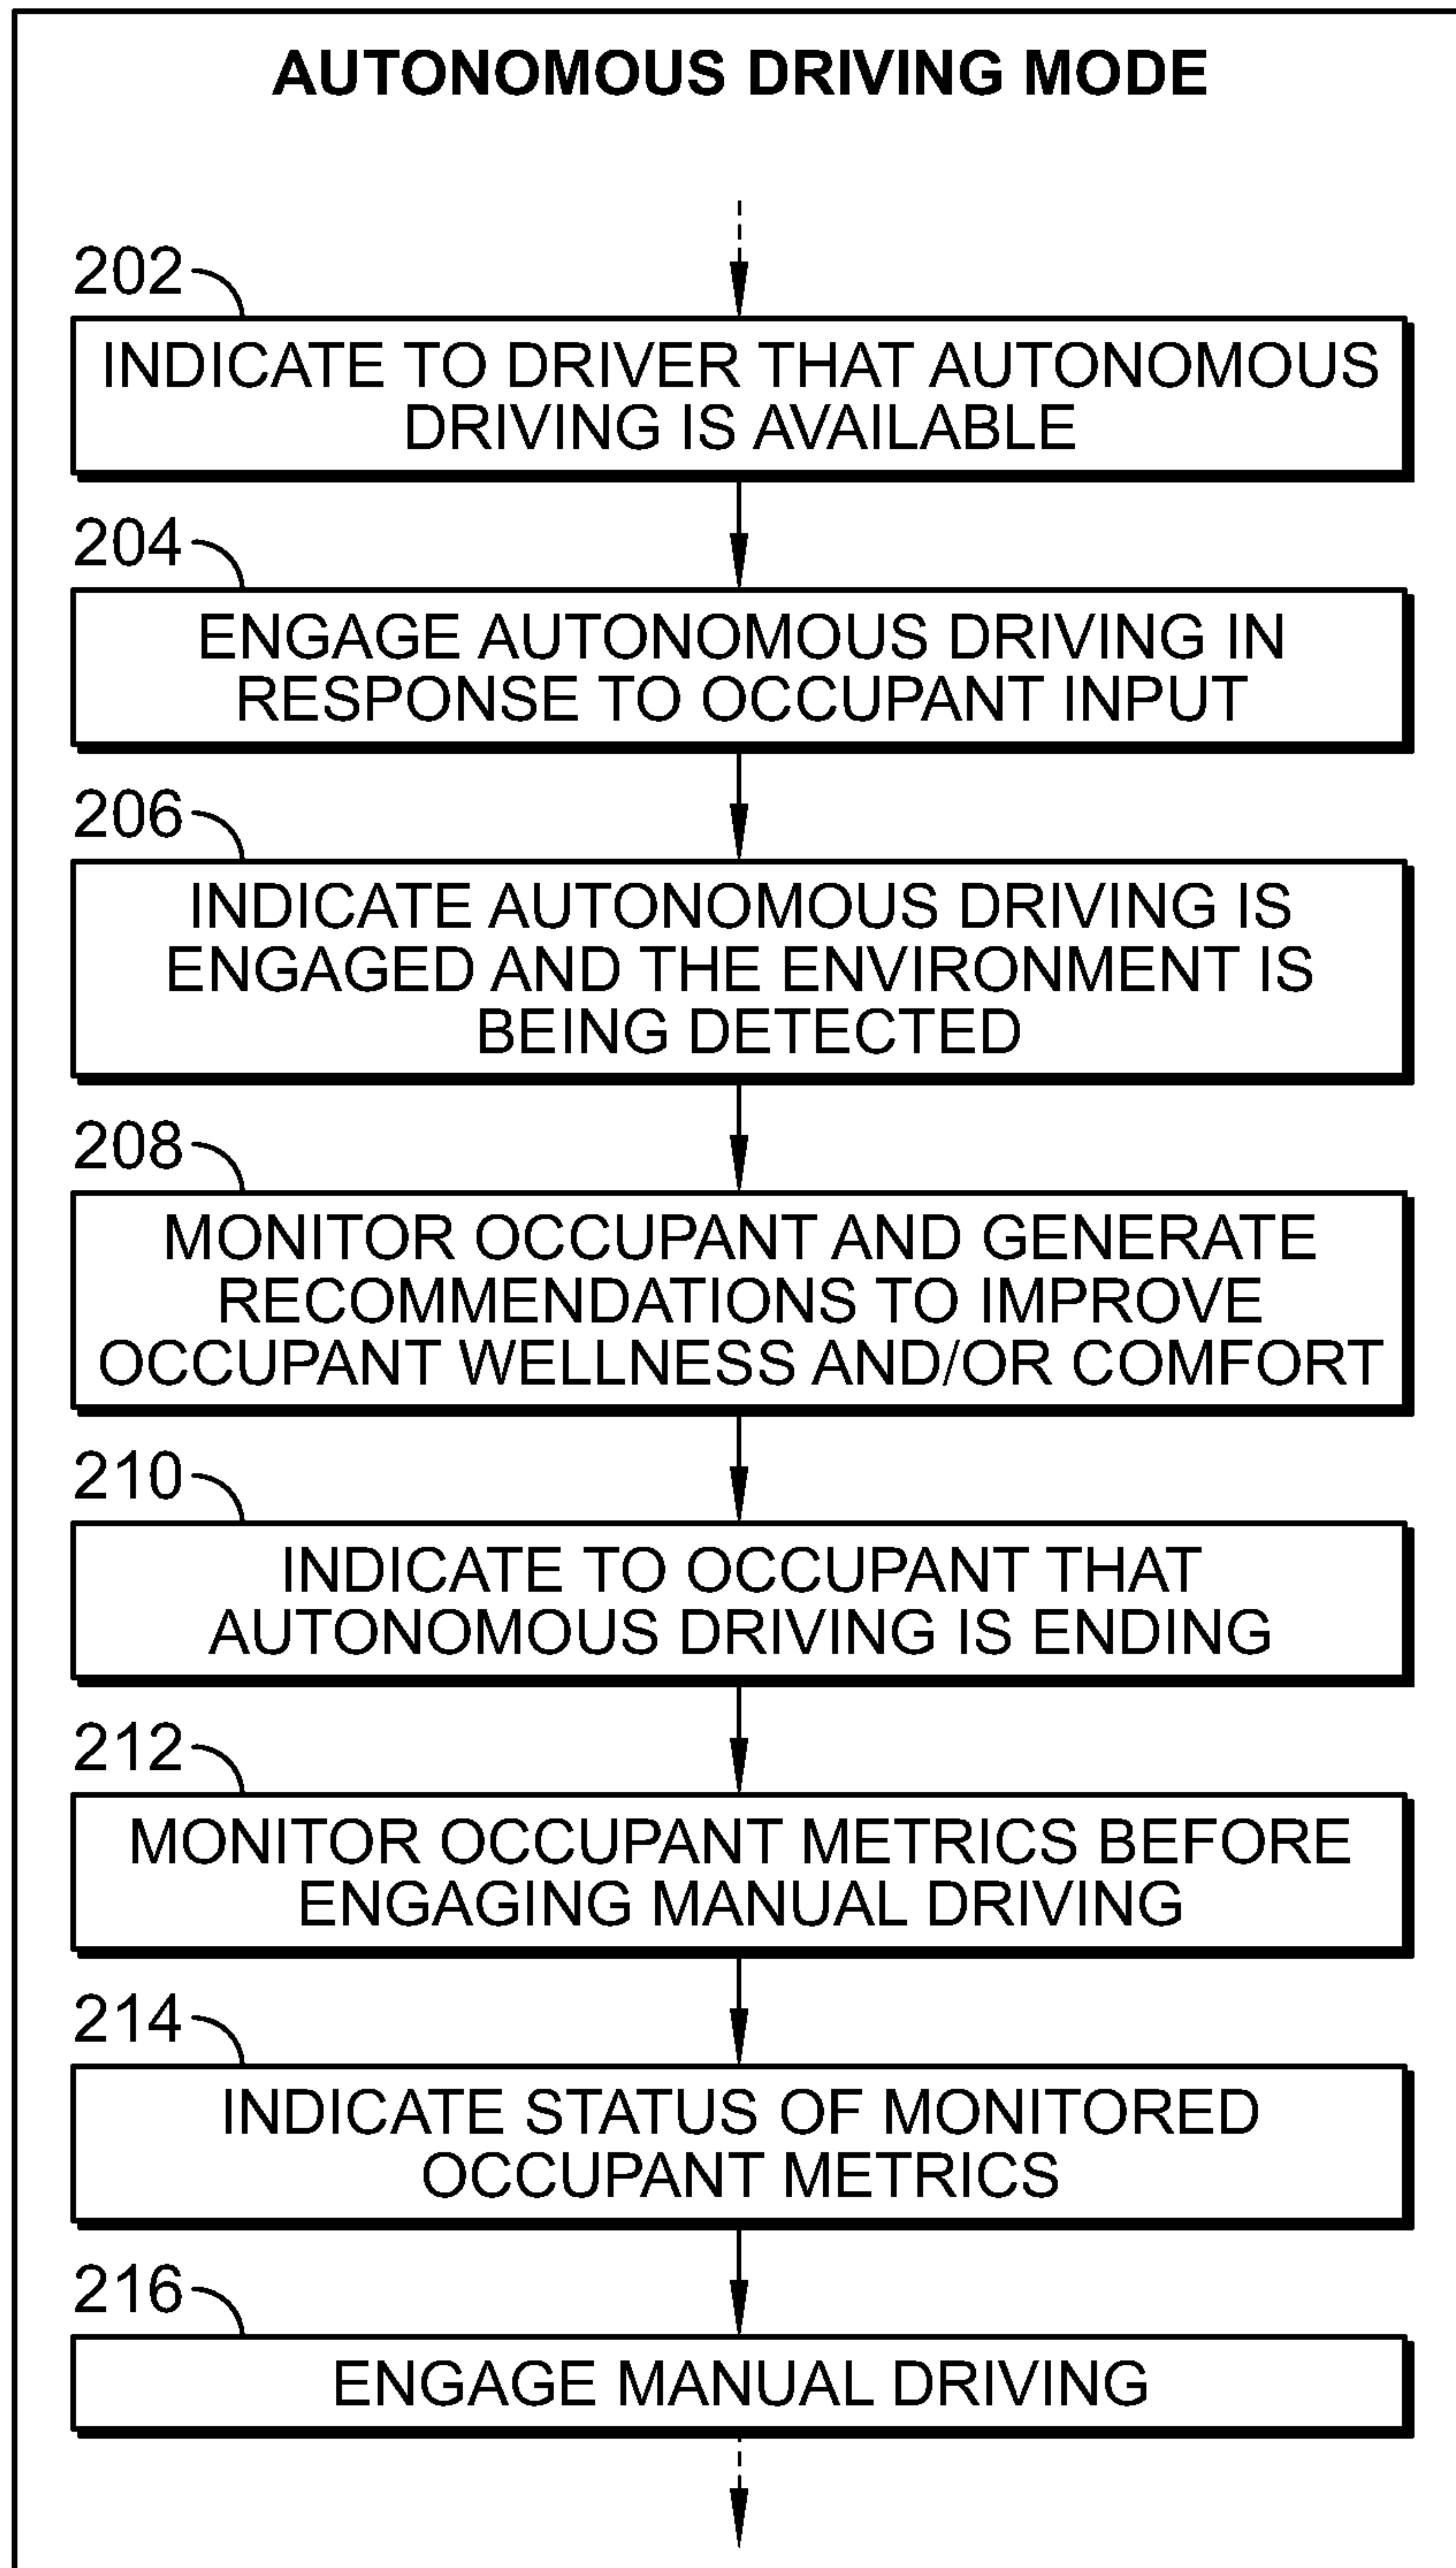 AUTONOMOUS DRIVING MODE
202
INDICATE TO DRIVER THAT AUTONOMOUS
DRIVING IS AVAILABLE
204
ENGAGE AUTONOMOUS DRIVING IN
RESPONSE TO OCCUPANT INPUT
206
INDICATE AUTONOMOUS DRIVING IS
ENGAGED AND THE ENVIRONMENT IS
BEING DETECTED
208
MONITOR OCCUPANT AND GENERATE
RECOMMENDATIONS TO IMPROVE
OCCUPANT WELLNESS AND/OR COMFORT
210
INDICATE TO OCCUPANT THAT
AUTONOMOUS DRIVING IS ENDING
212
MONITOR OCCUPANT METRICS BEFORE
ENGAGING MANUAL DRIVING
214
INDICATE STATUS OF MONITORED
OCCUPANT METRICS
216
ENGAGE MANUAL DRIVING